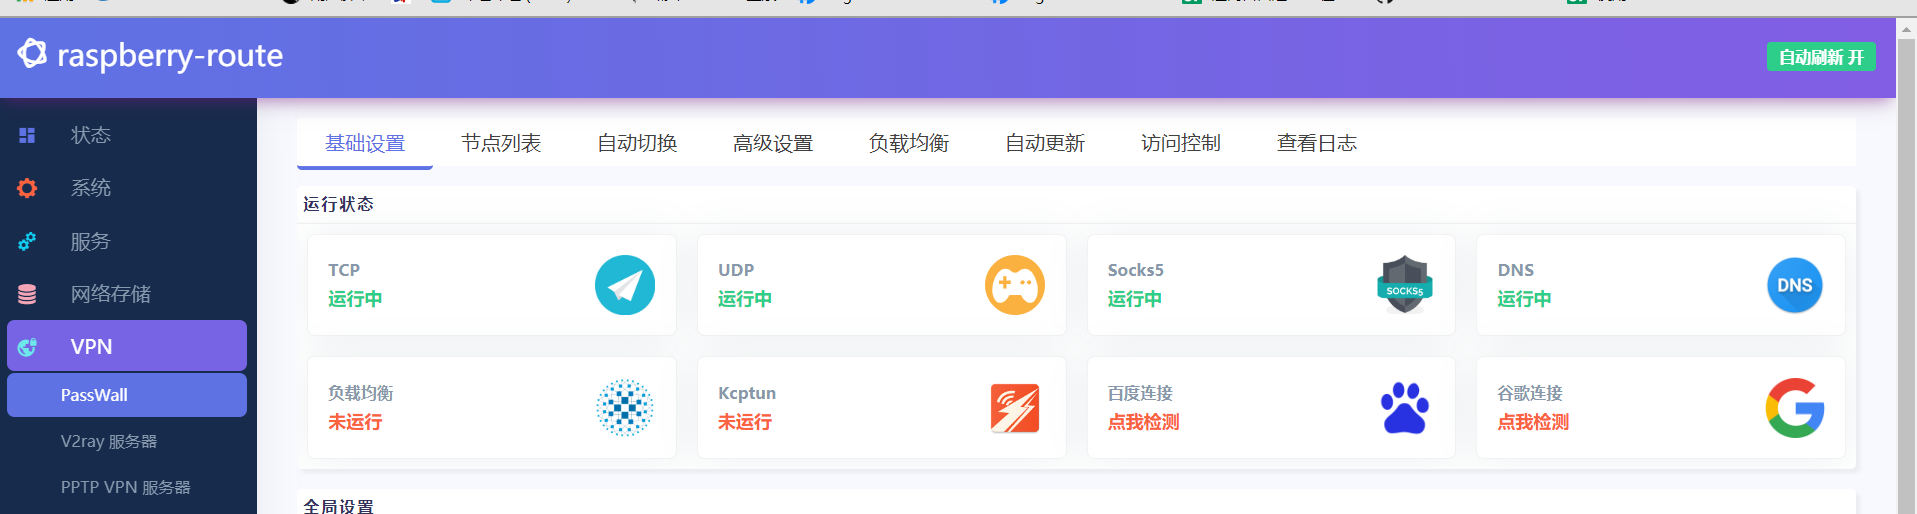 raspberry-route
自动刷新 开
状态
系统
服务
网络存储
VPN
PassWall
V2ray 服务器
PPTP VPN 服务器
基础设置 节点列表 自动切换 高级设置 负载均衡 自动更新 访问控制 查看日志
运行状态
TCP
运行中
UDP
运行中
Socks5
运行中
SOCKS5
DNS
运行中
DNS
负载均衡
未运行
Kcptun
未运行
百度连接
点我检测
谷歌连接
点我检测
全局设置